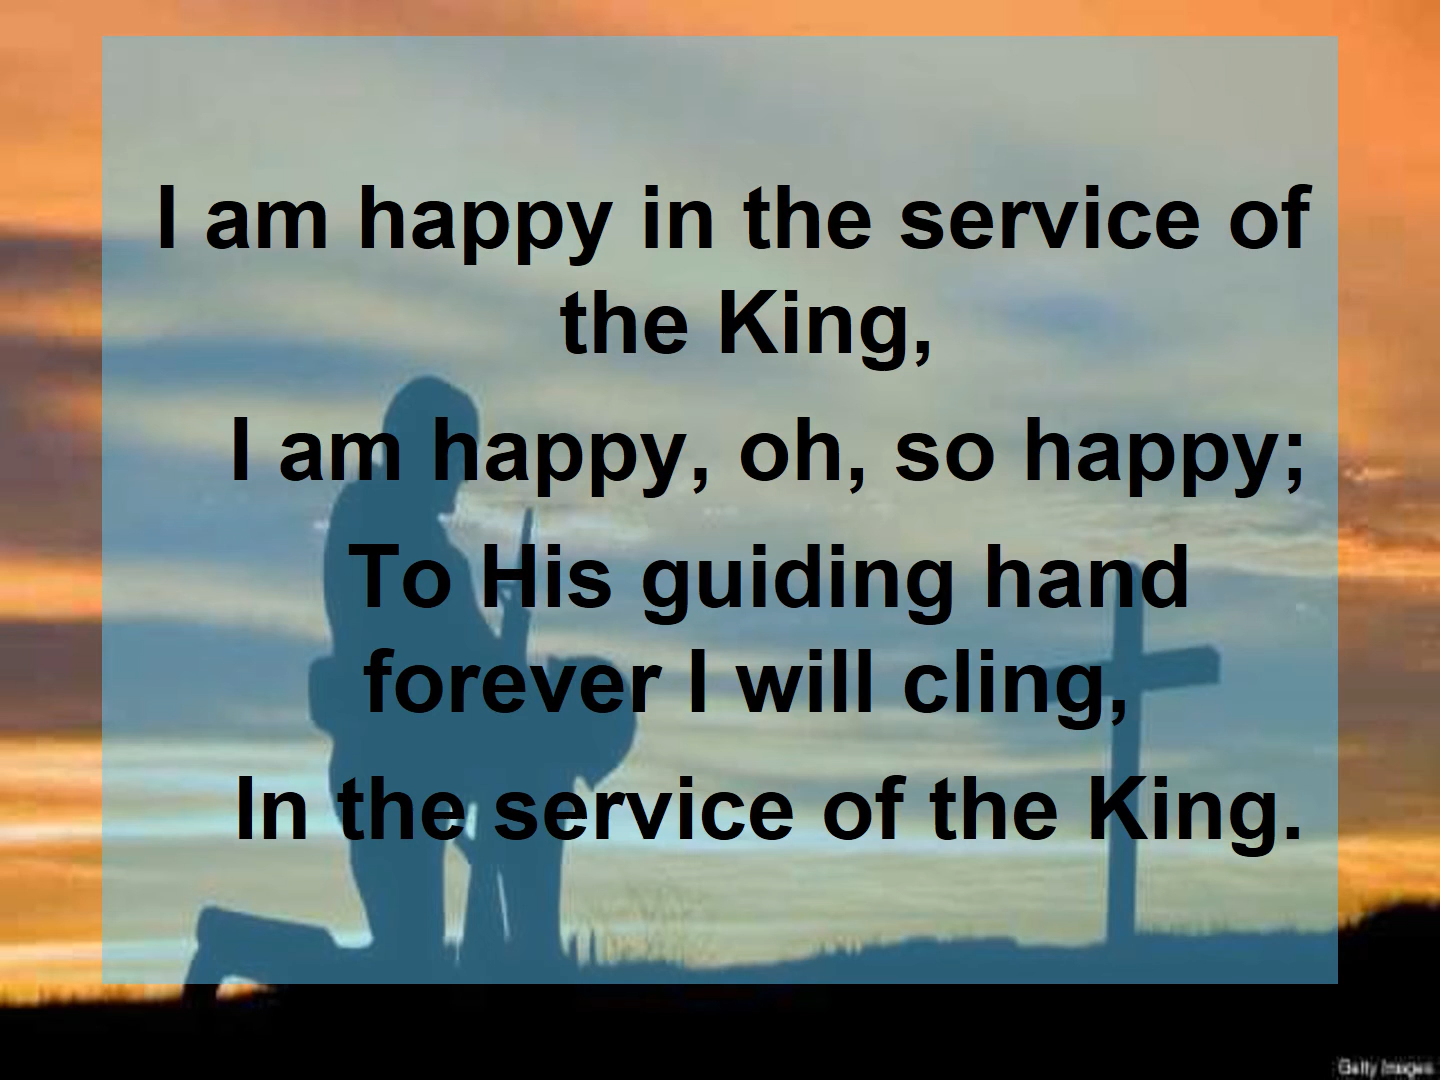 I am happy in the service of
the King,
I am happy, oh, so happy;
To His guiding hand
forever I will cling,
In the service of the King.
Getty Images